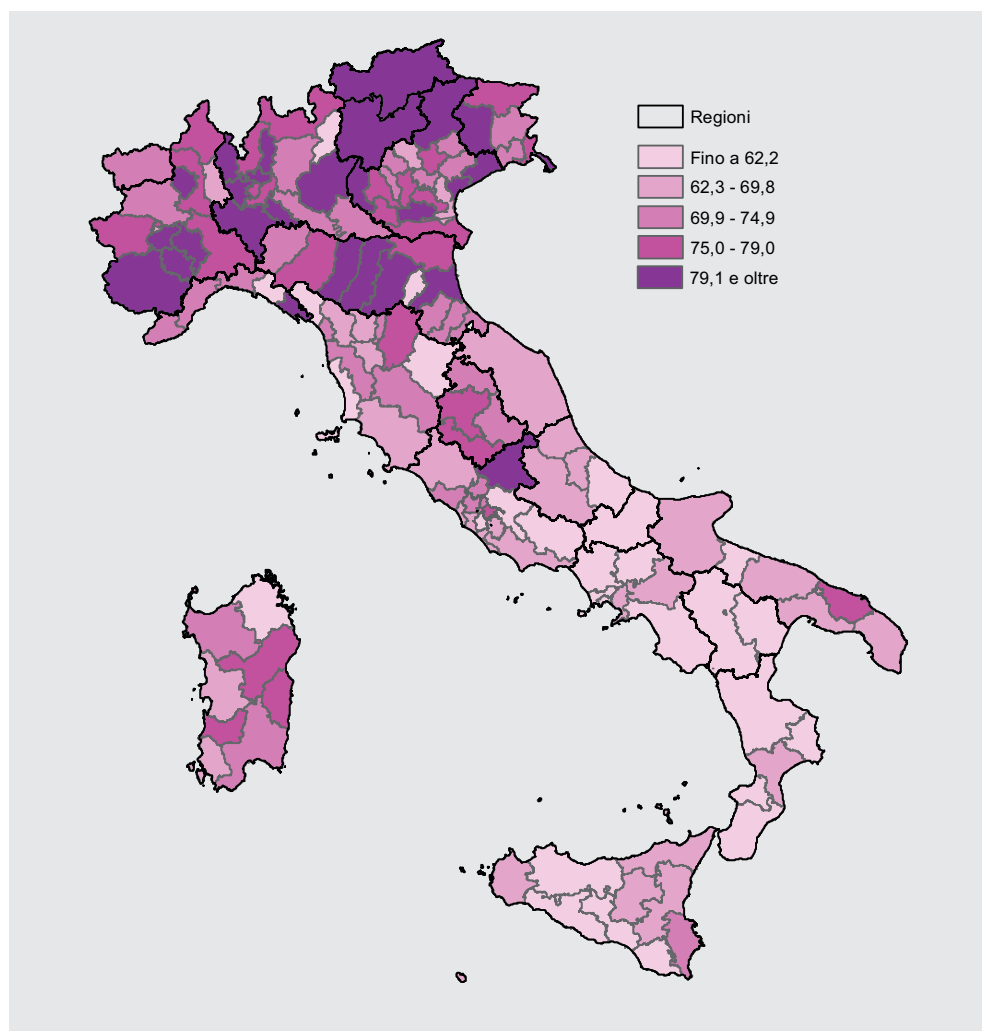 Regioni
Fino a 62,2
62,3 - 69,8
69,9 - 74,9
75,0 - 79,0
79,1 e oltre